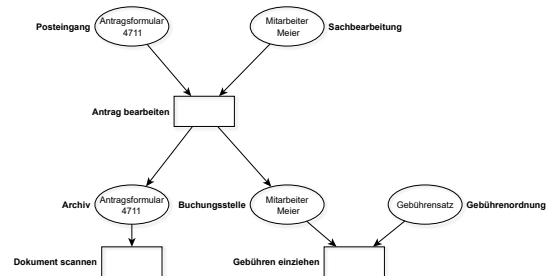 Posteingang
Antragsformular
4711
Mitarbeiter
Meier
Sachbearbeitung
Antrag bearbeiten
Archiv
Antragsformular
4711
Buchungsstelle
Mitarbeiter
Meier
Gebührensatz
Gebührenordnung
Dokument scannen
Gebühren einziehen